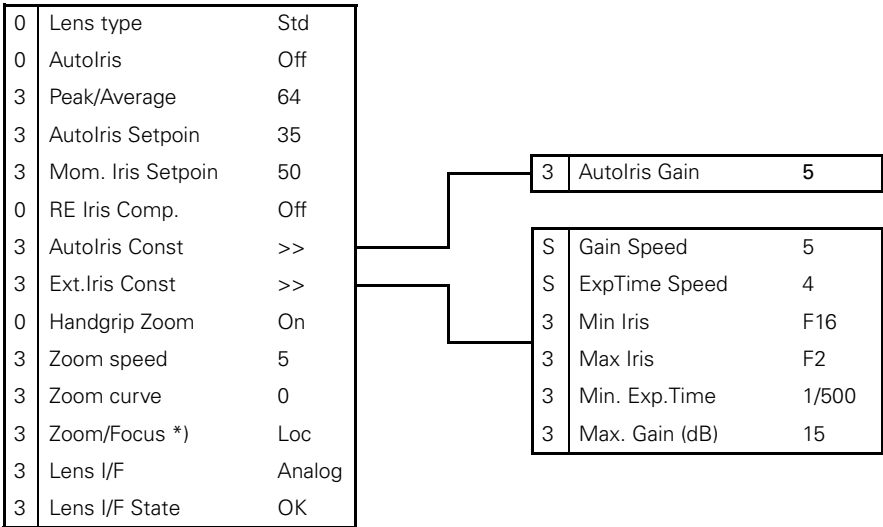 0 Lens type Std
0 AutoIris Off
3 Peak/Average 64
3 AutoIris Setpoin 35
3 Mom. Iris Setpoin 50
0 RE Iris Comp. Off
3 AutoIris Const >>
3 Ext.Iris Const >>
0 Handgrip Zoom On
3 Zoom speed 5
3 Zoom curve 0
3 Zoom/Focus *) Loc
3 Lens I/F Analog
3 Lens I/F State OK
3 AutoIris Gain 5
S Gain Speed 5
S ExpTime Speed 4
3 Min Iris F16
3 Max Iris F2
3 Min. Exp.Time 1/500
3 Max. Gain (dB) 15